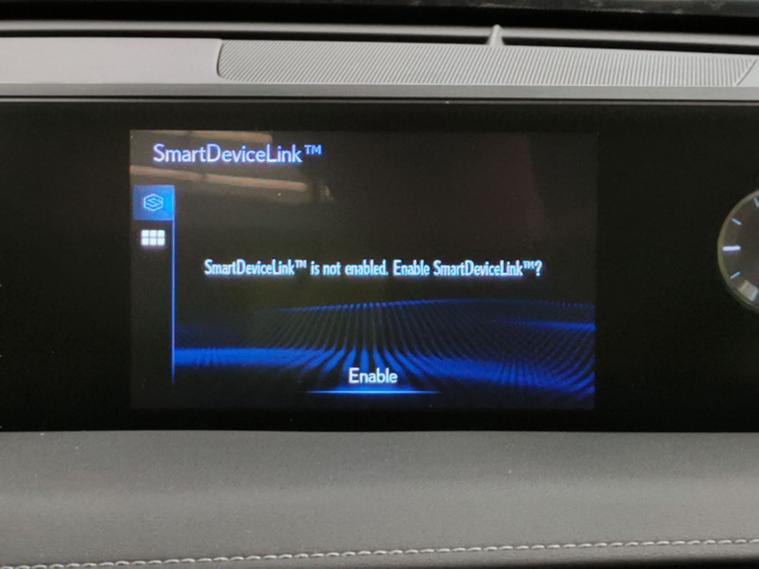 SmartDeviceLink™
SmartDeviceLink™ is not enabled. Enable SmartDeviceLink™?
Enable